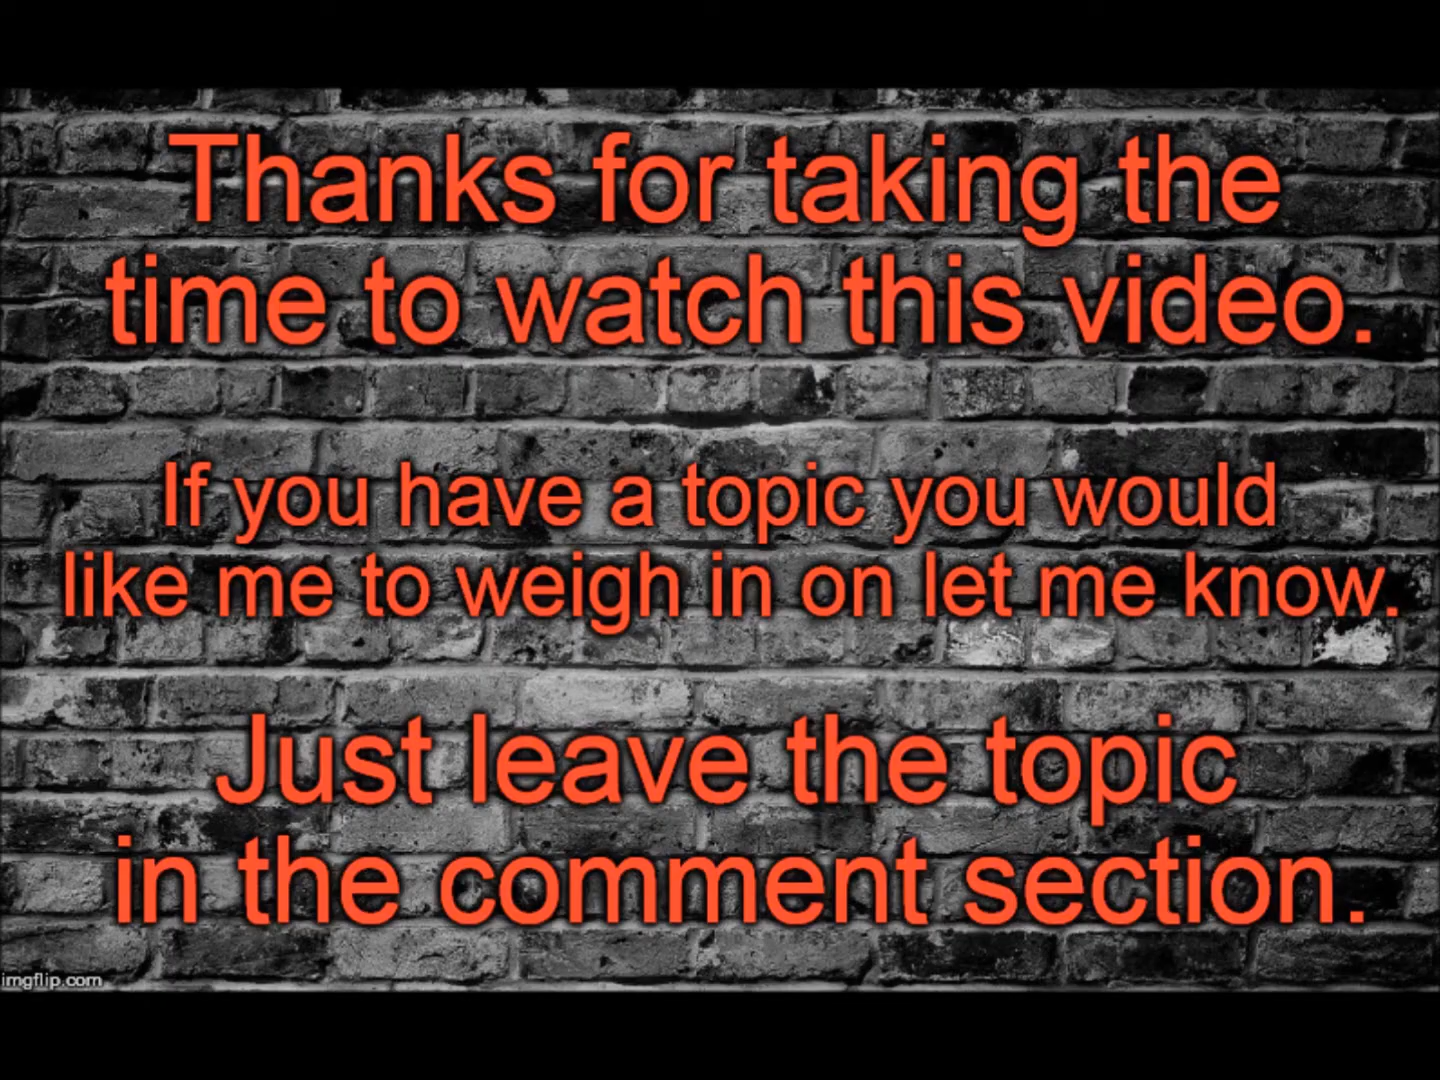 Thanks for taking the
time to watch this video.
If you have a topic you would
like me to weigh in on let me know.
Just leave the topic
in the comment section.
imgflip.com